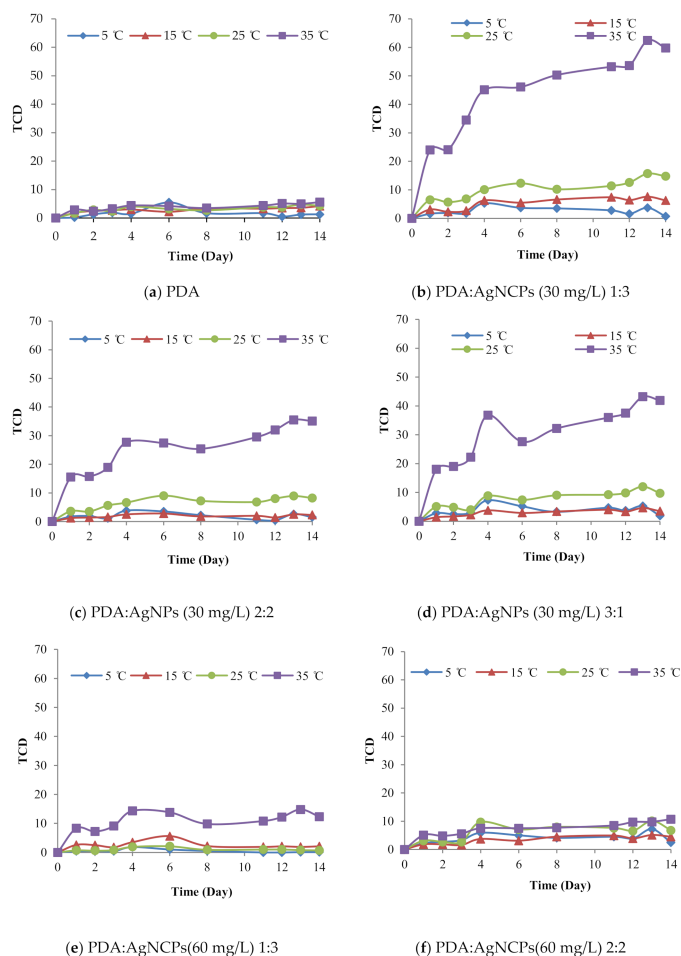 70
60
50
40
30
20
10
0
TCD
5 ℃ 15 ℃ 25 ℃ 35 ℃
0 2 4 6 8 10 12 14
Time (Day)
(a) PDA
70
60
50
40
30
20
10
0
TCD
5 ℃ 15 ℃
25 ℃ 35 ℃
0 2 4 6 8 10 12 14
Time (Day)
(b) PDA:AgNCPs (30 mg/L) 1:3
70
60
50
40
30
20
10
0
TCD
5 ℃ 15 ℃ 25 ℃ 35 ℃
0 2 4 6 8 10 12 14
Time (Day)
(c) PDA:AgNPs (30 mg/L) 2:2
70
60
50
40
30
20
10
0
TCD
5 ℃ 15 ℃
25 ℃ 35 ℃
0 2 4 6 8 10 12 14
Time (Day)
(d) PDA:AgNPs (30 mg/L) 3:1
70
60
50
40
30
20
10
0
TCD
5 ℃ 15 ℃ 25 ℃ 35 ℃
0 2 4 6 8 10 12 14
Time (Day)
(e) PDA:AgNCPs(60 mg/L) 1:3
70
60
50
40
30
20
10
0
TCD
5 ℃ 15 ℃ 25 ℃ 35 ℃
0 2 4 6 8 10 12 14
Time (Day)
(f) PDA:AgNCPs(60 mg/L) 2:2